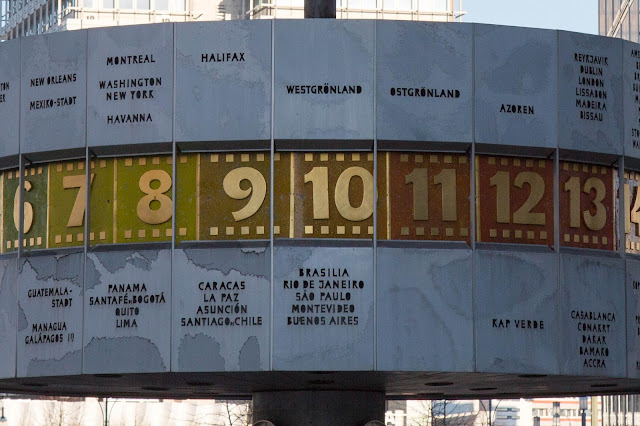 NEW ORLEANS
MEXIKO-STADT
MONTREAL
WASHINGTON
NEW YORK
HAVANNA
HALIFAX
WESTGRÖNLAND
OSTGRÖNLAND
AZOREN
REYKJAVIK
DUBLIN
LONDON
LISSABON
MADEIRA
BISSAU
6 7 8 9 10 11 12 13 14
GUATEMALA-
STADT
MANAGUA
GALÁPAGOS
PANAMA
SANTAFÉ DE BOGOTÁ
QUITO
LIMA
CARACAS
LA PAZ
ASUNCIÓN
SANTIAGO DE CHILE
BRASILIA
RIO DE JANEIRO
SÃO PAULO
MONTEVIDEO
BUENOS AIRES
KAP VERDE
CASABLANCA
CONAKRY
DAKAR
BAMAKO
ACCRA